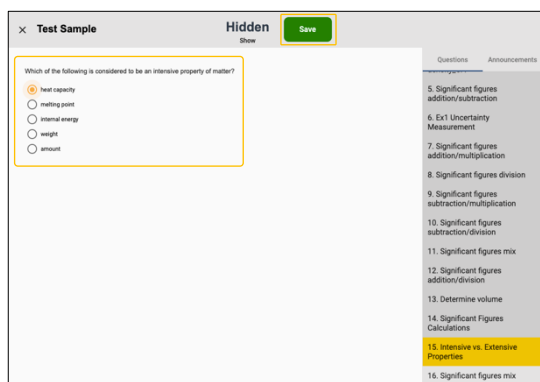 × Test Sample
Hidden
Show
Save
Which of the following is considered to be an intensive property of matter?
heat capacity
melting point
internal energy
weight
amount
Questions Announcements
5. Significant figures
addition/subtraction
6. Ex1 Uncertainty
Measurement
7. Significant figures
addition/multiplication
8. Significant figures division
9. Significant figures
subtraction/multiplication
10. Significant figures
subtraction/division
11. Significant figures mix
12. Significant figures
addition/division
13. Determine volume
14. Significant Figures
Calculations
15. Intensive vs. Extensive
Properties
16. Significant figures mix